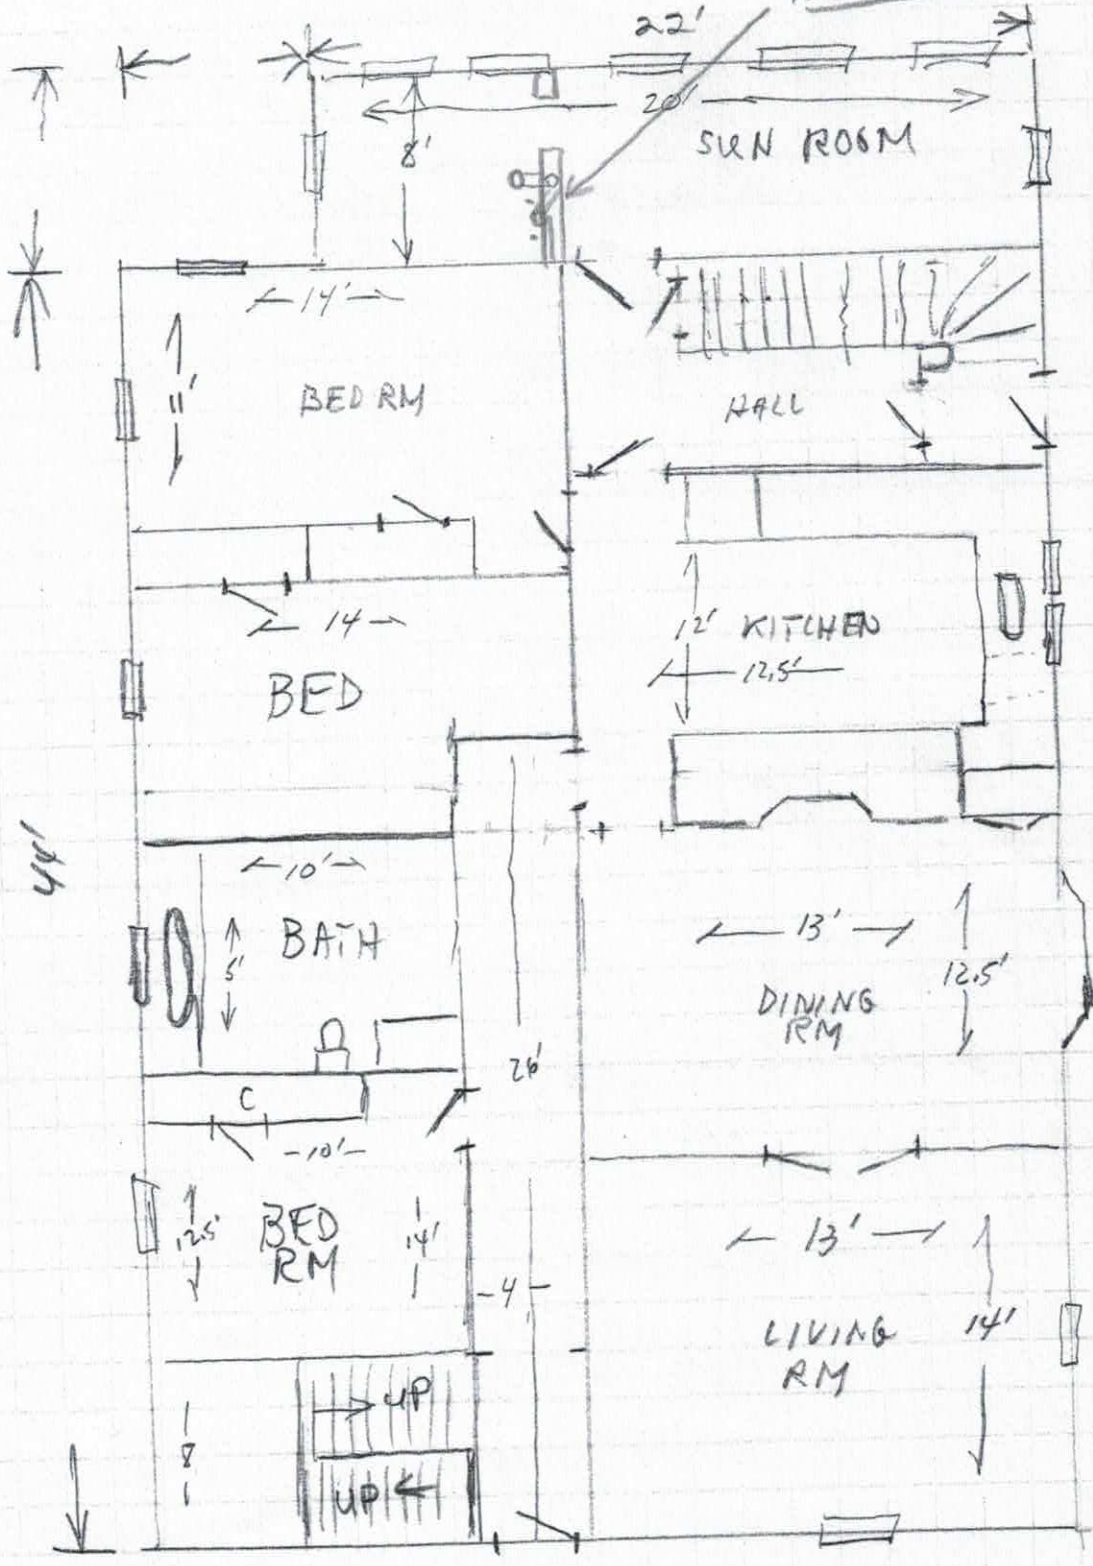 22'
20'
8'
SUN ROOM
14'
11'
BED RM
HALL
14
12'
KITCHEN
12.5'
BED
44'
10'
BATH
5'
13'
12.5'
DINING
RM
26'
C
10'
12.5'
BED
RM
14'
4
13'
LIVING
RM
14'
UP
8
UP